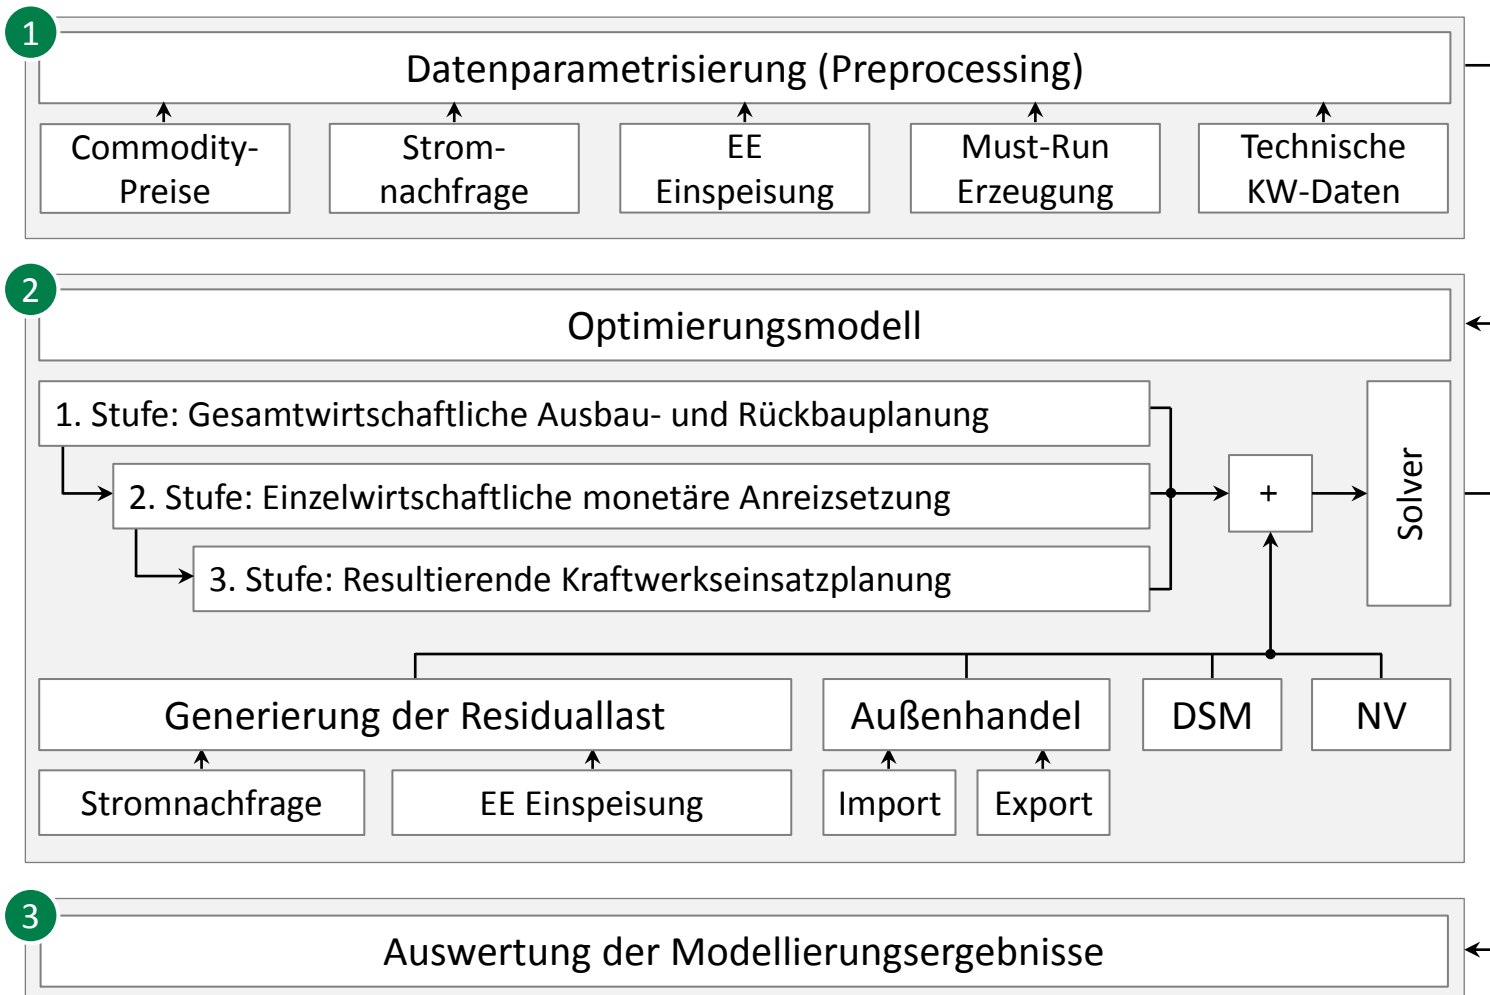 1
Datenparametrisierung (Preprocessing)
Commodity-
Preise
Strom-
nachfrage
EE
Einspeisung
Must-Run
Erzeugung
Technische
KW-Daten
2
Optimierungsmodell
1. Stufe: Gesamtwirtschaftliche Ausbau- und Rückbauplanung
2. Stufe: Einzelwirtschaftliche monetäre Anreizsetzung
3. Stufe: Resultierende Kraftwerkseinsatzplanung
+
Solver
Generierung der Residuallast
Außenhandel
DSM
NV
Stromnachfrage
EE Einspeisung
Import
Export
3
Auswertung der Modellierungsergebnisse